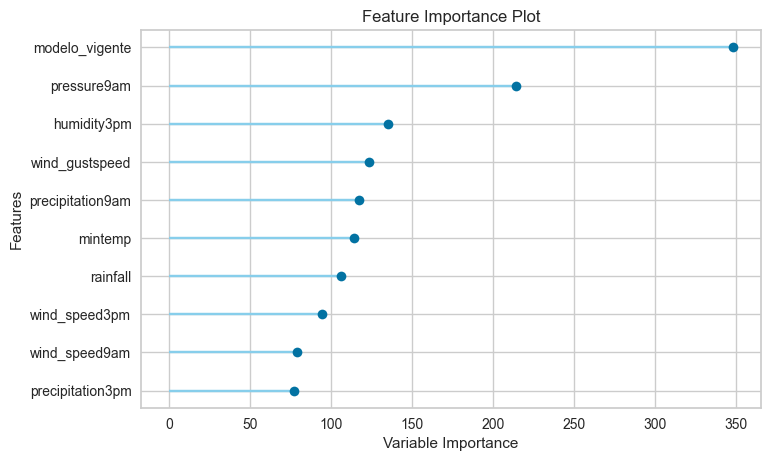 Feature Importance Plot
Features
modelo_vigente
pressure9am
humidity3pm
wind_gustspeed
precipitation9am
mintemp
rainfall
wind_speed3pm
wind_speed9am
precipitation3pm
0 50 100 150 200 250 300 350
Variable Importance